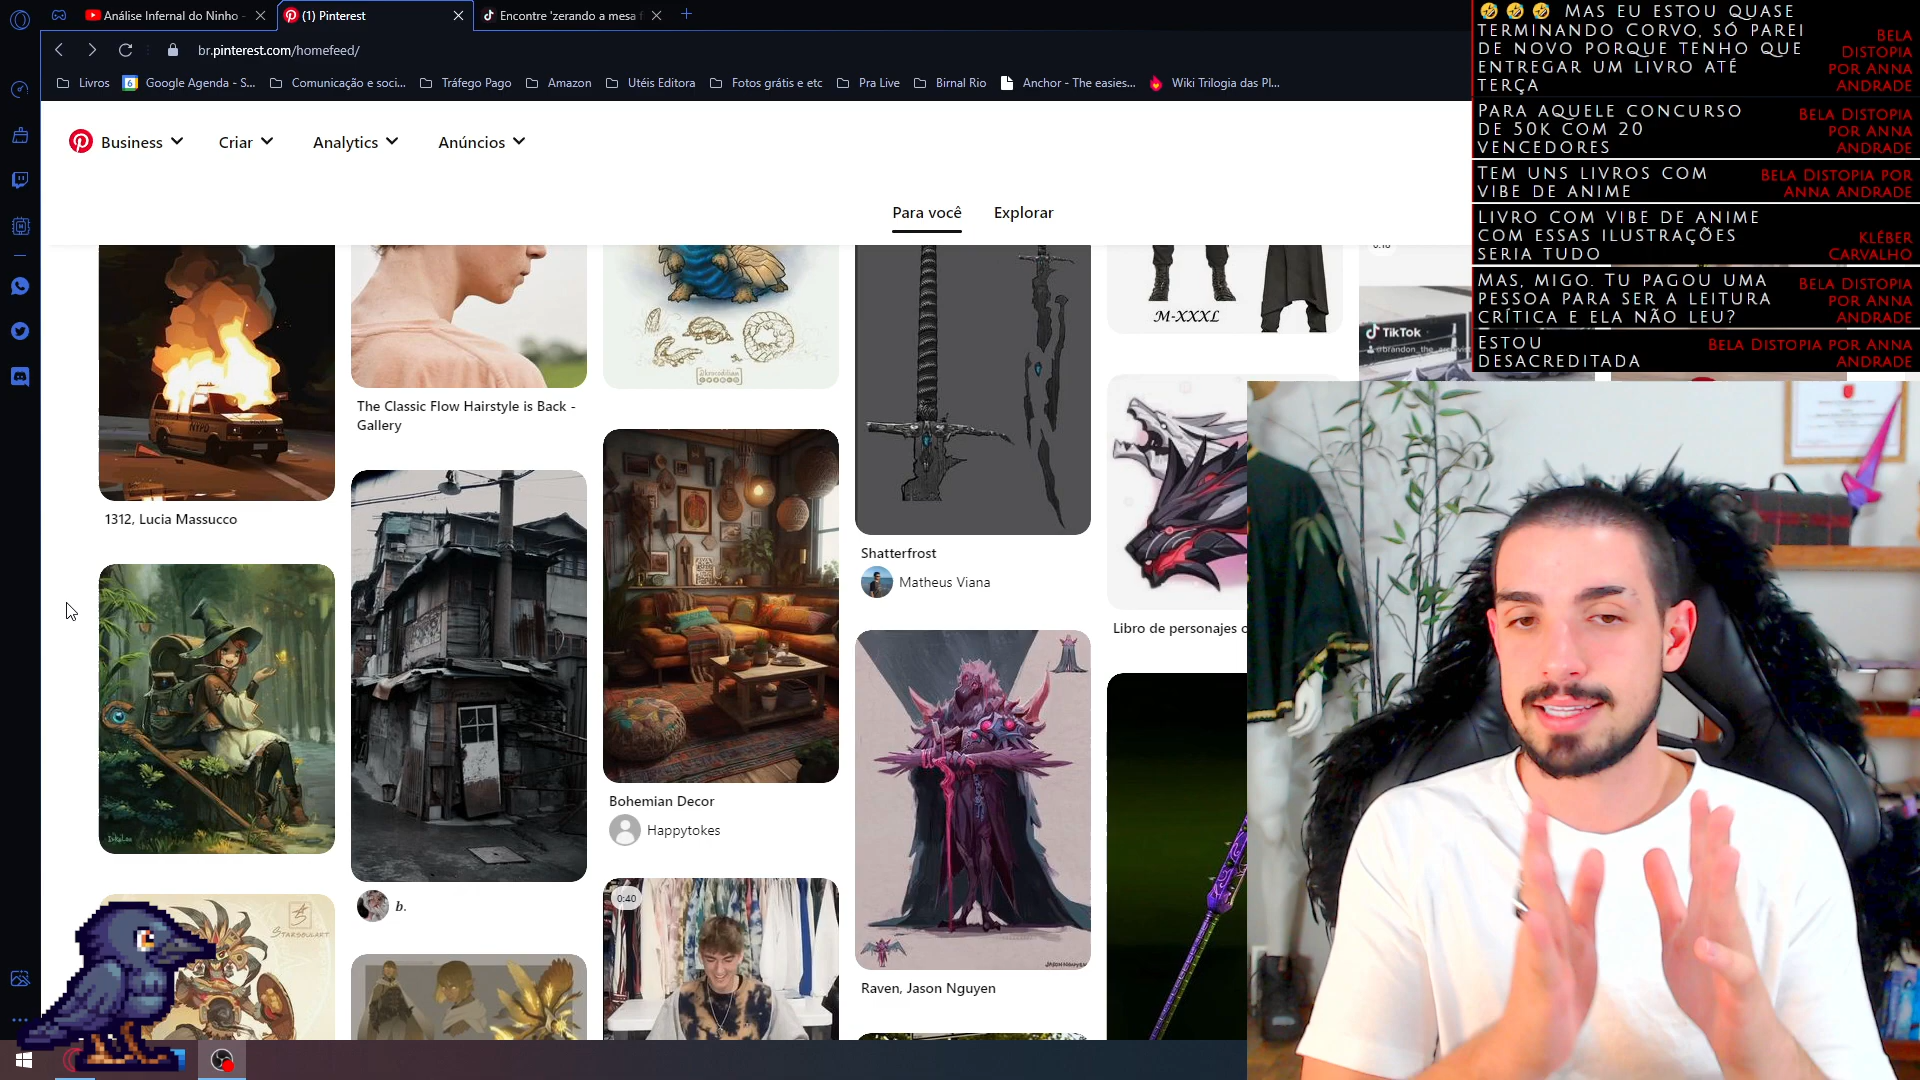 Análise Infernal do Ninho -
(1) Pinterest
Encontre 'zerando a mesa f
br.pinterest.com/homefeed/
Livros
Google Agenda - S...
Comunicação e soci...
Tráfego Pago
Amazon
Utéis Editora
Fotos grátis e etc
Pra Live
Birnal Rio
Anchor - The easies...
Wiki Trilogia das Pl...
Business
Criar
Analytics
Anúncios
Para você
Explorar
1312, Lucia Massucco
The Classic Flow Hairstyle is Back -
Gallery
b.
Bohemian Decor
Happytokes
0:40
Shatterfrost
Matheus Viana
Raven, Jason Nguyen
M-XXXL
Libro de personajes o
TikTok
STARSOULART
NYPD
MAS EU ESTOU QUASE
TERMINANDO CORVO, SÓ PAREI
DE NOVO PORQUE TENHO QUE
ENTREGAR UM LIVRO ATÉ
TERÇA
BELA
DISTOPIA
POR ANNA
ANDRADE
PARA AQUELE CONCURSO
DE 50K COM 20
VENCEDORES
BELA DISTOPIA
POR ANNA
ANDRADE
TEM UNS LIVROS COM
VIBE DE ANIME
BELA DISTOPIA POR
ANNA ANDRADE
LIVRO COM VIBE DE ANIME
COM ESSAS ILUSTRAÇÕES
SERIA TUDO
KLÉBER
CARVALHO
MAS, MIGO. TU PAGOU UMA
PESSOA PARA SER A LEITURA
CRÍTICA E ELA NÃO LEU?
BELA DISTOPIA
POR ANNA
ANDRADE
ESTOU
DESACREDITADA
BELA DISTOPIA POR ANNA
ANDRADE